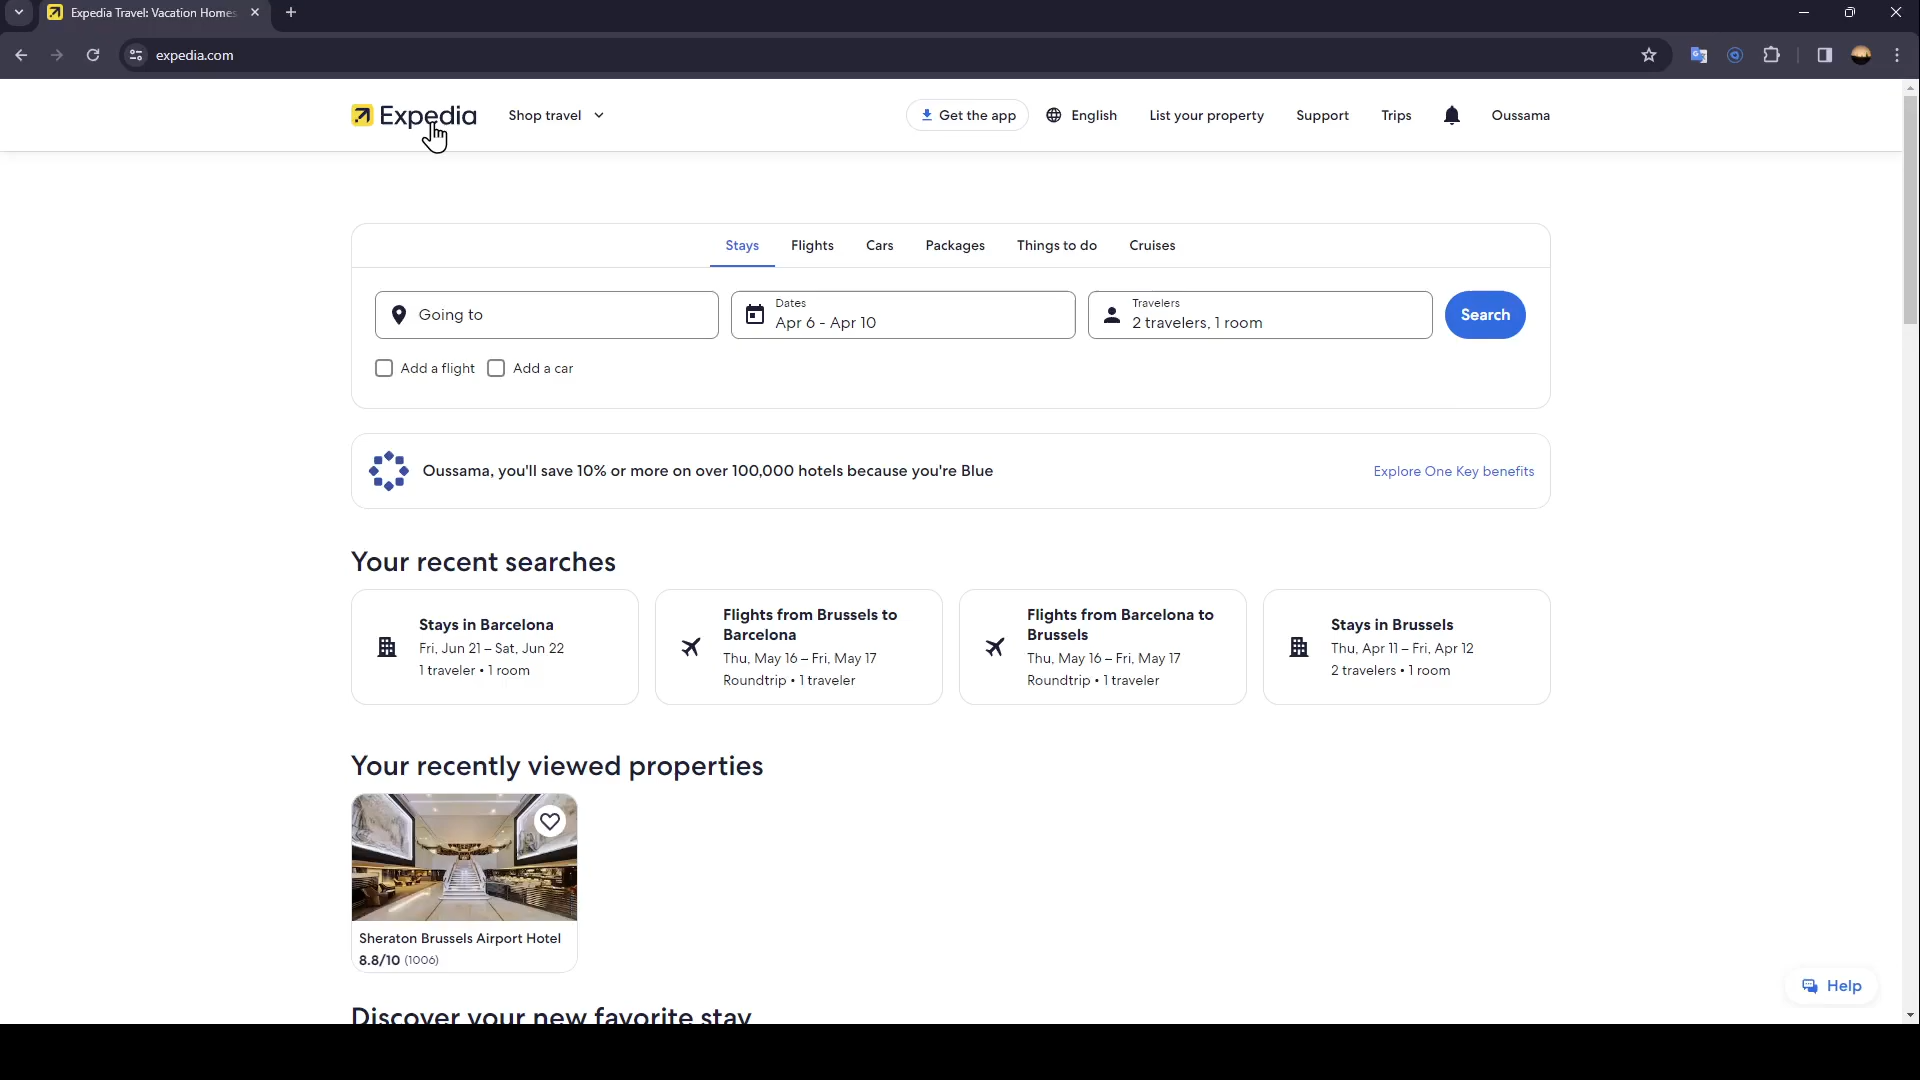 Expedia Travel: Vacation Homes
expedia.com
Expedia
Shop travel
Get the app
English
List your property
Support
Trips
Oussama
Stays
Flights
Cars
Packages
Things to do
Cruises
Going to
Dates
Apr 6 - Apr 10
Travelers
2 travelers, 1 room
Search
Add a flight
Add a car
Oussama, you'll save 10% or more on over 100,000 hotels because you're Blue
Explore One Key benefits
Your recent searches
Stays in Barcelona
Fri, Jun 21 – Sat, Jun 22
1 traveler • 1 room
Flights from Brussels to
Barcelona
Thu, May 16 – Fri, May 17
Roundtrip • 1 traveler
Flights from Barcelona to
Brussels
Thu, May 16 – Fri, May 17
Roundtrip • 1 traveler
Stays in Brussels
Thu, Apr 11 – Fri, Apr 12
2 travelers • 1 room
Your recently viewed properties
Sheraton Brussels Airport Hotel
8.8/10 (1006)
Help
Discover your new favorite stay